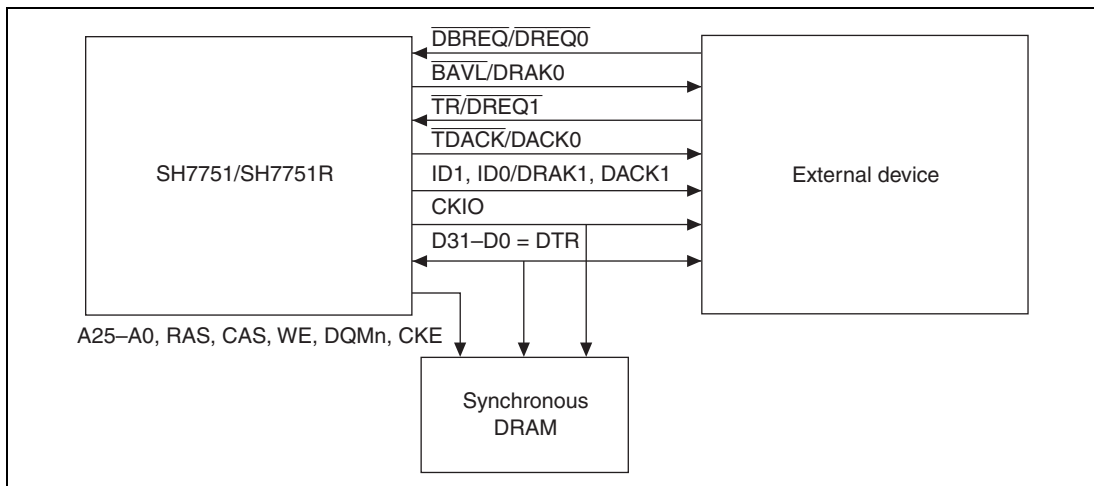 DBREQ/DREQ0
BAVL/DRAK0
TR/DREQ1
TDACK/DACK0
SH7751/SH7751R
ID1, ID0/DRAK1, DACK1
External device
CKIO
D31–D0 = DTR
A25–A0, RAS, CAS, WE, DQMn, CKE
Synchronous
DRAM